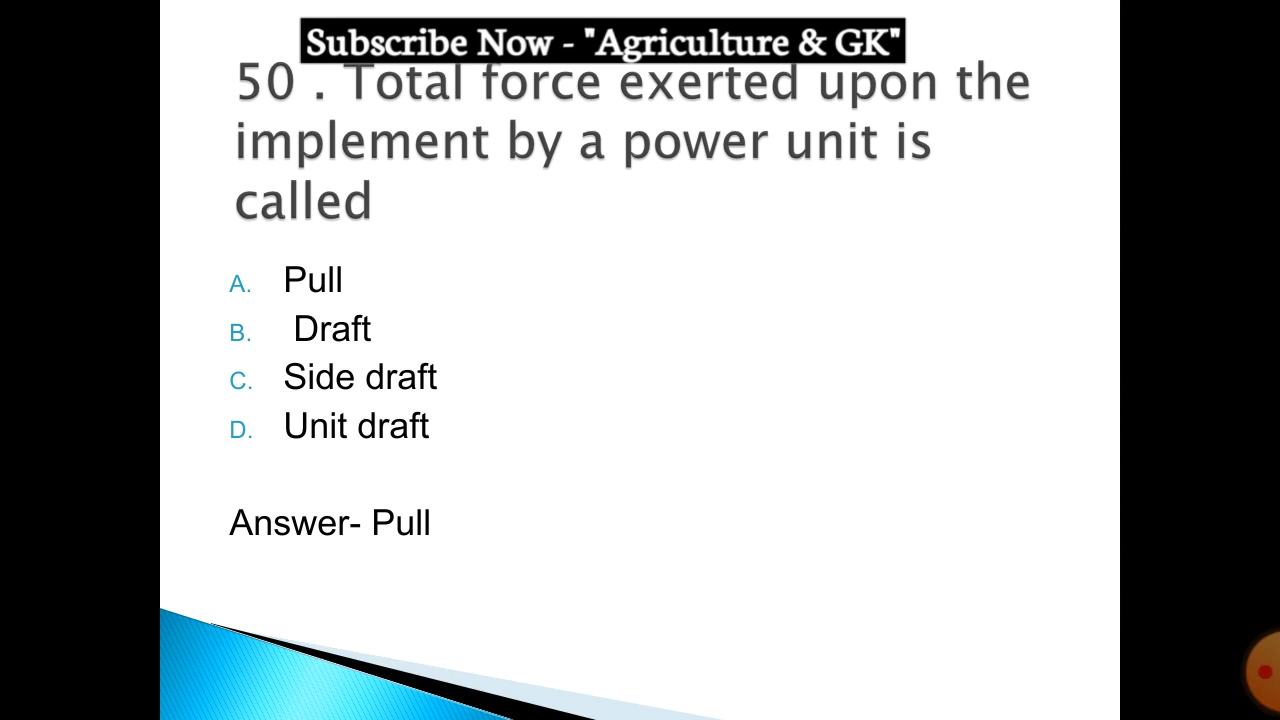 Subscribe Now - "Agriculture & GK"
50 . Total force exerted upon the
implement by a power unit is
called
A. Pull
B. Draft
C. Side draft
D. Unit draft
Answer- Pull